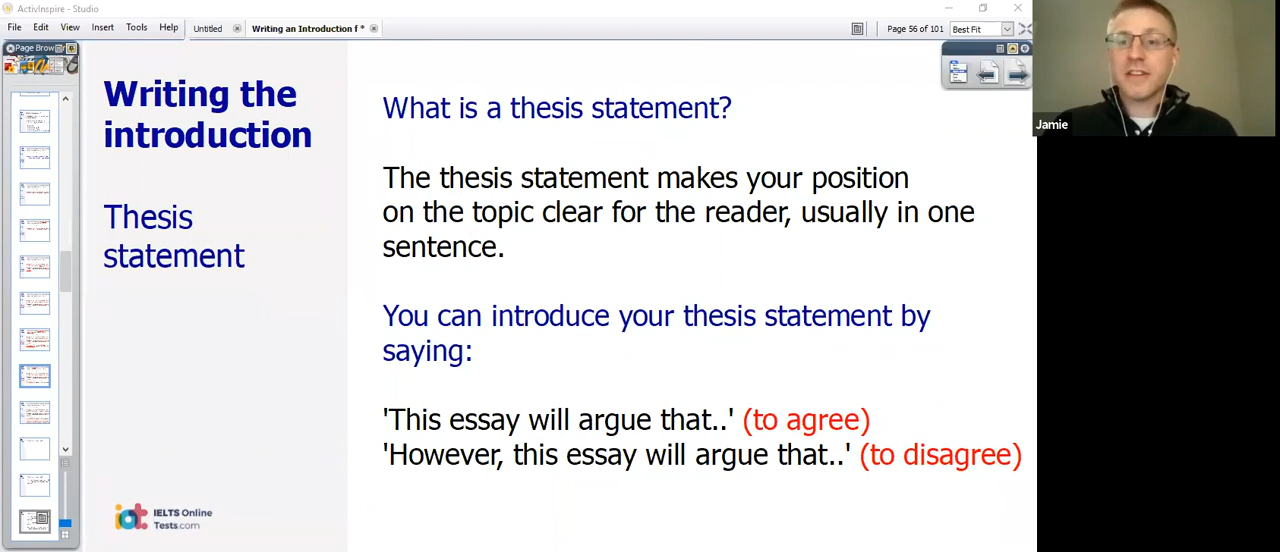 ActivInspire - Studio
File Edit View Insert Tools Help
Untitled
Writing an Introduction f *
Page 56 of 101
Best Fit
Page Brow
Writing the
introduction
Thesis
statement
What is a thesis statement?
The thesis statement makes your position
on the topic clear for the reader, usually in one
sentence.
You can introduce your thesis statement by
saying:
'This essay will argue that..' (to agree)
'However, this essay will argue that..' (to disagree)
iot
IELTS Online
Tests.com
Jamie